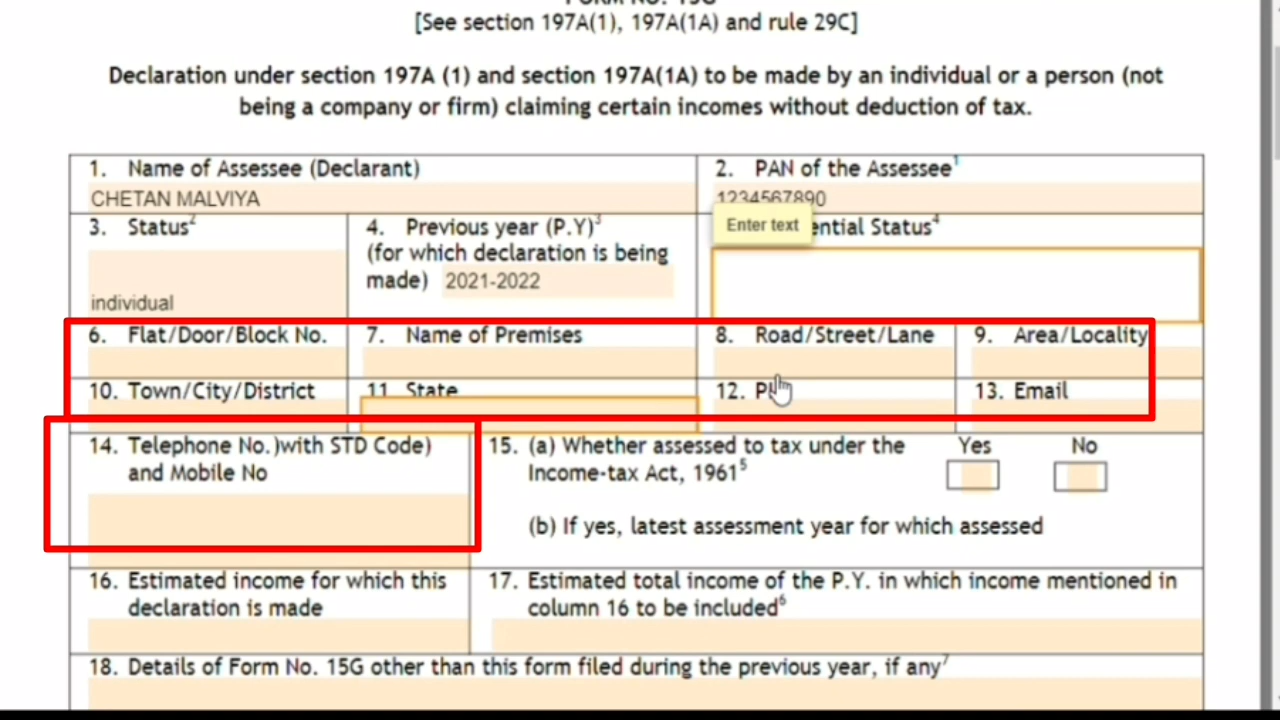 FORM NO. 15G
[See section 197A(1), 197A(1A) and rule 29C]
Declaration under section 197A (1) and section 197A(1A) to be made by an individual or a person (not
being a company or firm) claiming certain incomes without deduction of tax.
1. Name of Assessee (Declarant)
CHETAN MALVIYA
2. PAN of the Assessee¹
1234567890
3. Status²
individual
4. Previous year (P.Y)³
(for which declaration is being
made) 2021-2022
Enter text
ential Status⁴
6. Flat/Door/Block No.
7. Name of Premises
8. Road/Street/Lane
9. Area/Locality
10. Town/City/District
11. State
12. P
13. Email
14. Telephone No.)with STD Code)
and Mobile No
15. (a) Whether assessed to tax under the
Income-tax Act, 1961⁵
Yes No
(b) If yes, latest assessment year for which assessed
16. Estimated income for which this
declaration is made
17. Estimated total income of the P.Y. in which income mentioned in
column 16 to be included⁶
18. Details of Form No. 15G other than this form filed during the previous year, if any⁷